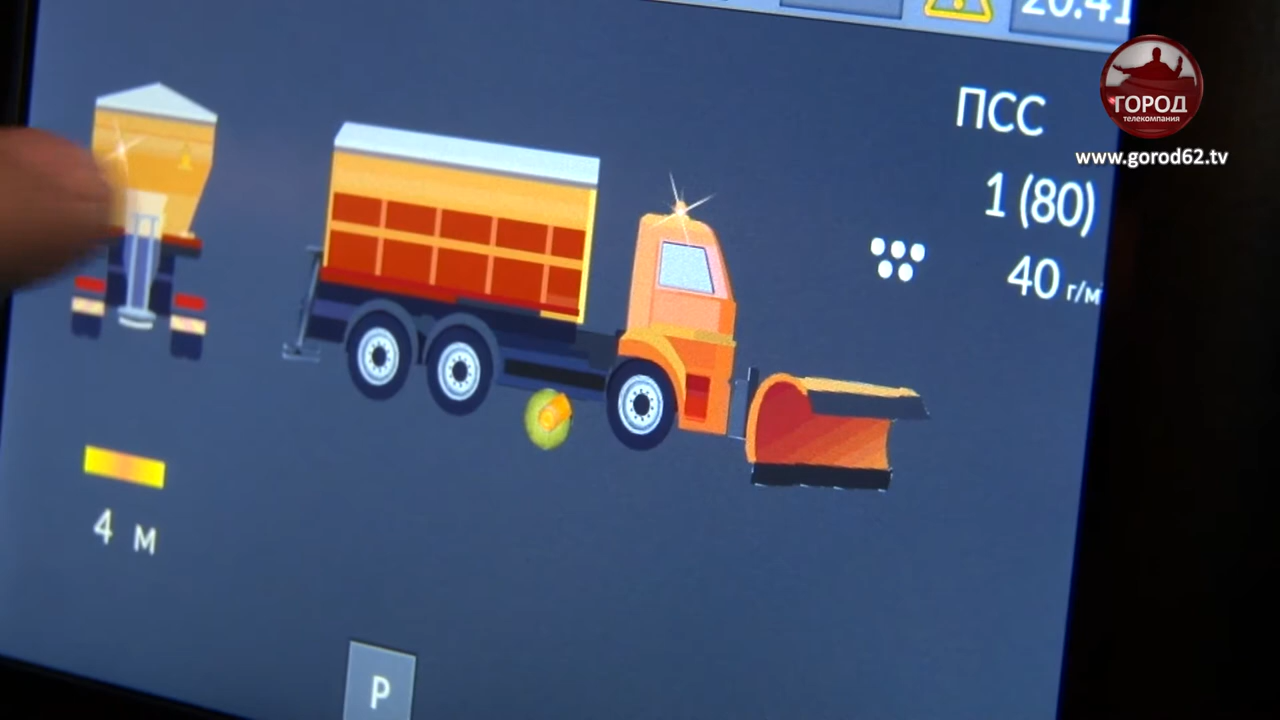 20:41
ПСС
ГОРОД
телекомпания
www.gorod62.tv
1 (80)
40 г/м
4 м
P